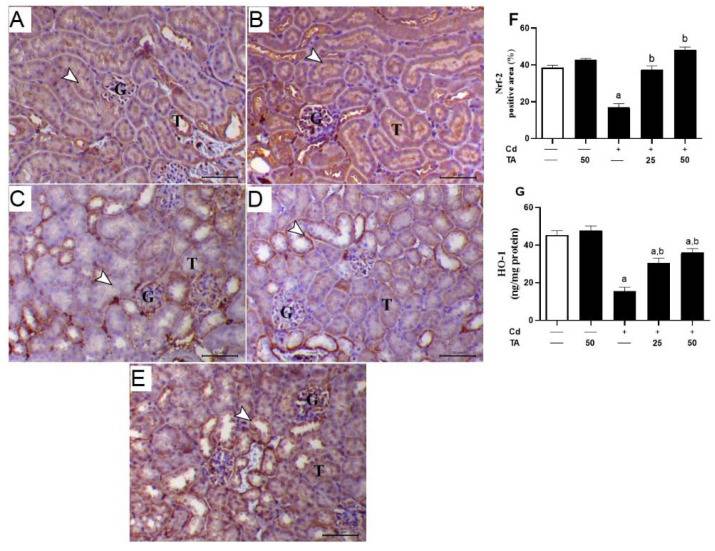 A
G
T
B
G
T
C
T
G
D
G
T
E
G
T
F
Nrf-2
positive area (%)
60
40
20
0
a
b
b
Cd — — + + +
TA — 50 — 25 50
G
HO-1
(ng/mg protein)
60
40
20
0
a
a,b
a,b
Cd — — + + +
TA — 50 — 25 50